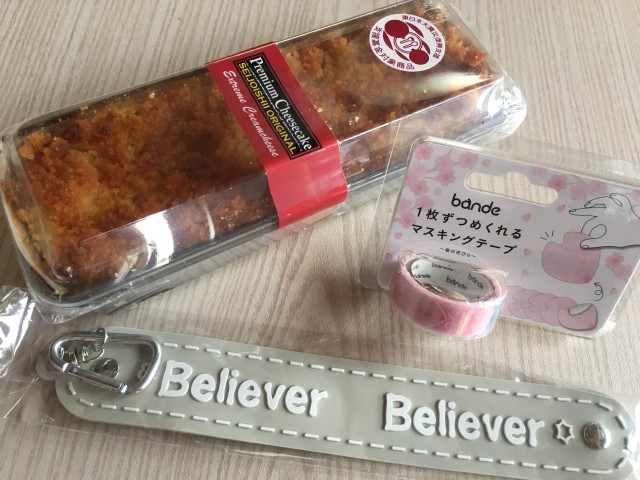 Premium Cheesecake
SEIJOISHII ORIGINAL
Extreme Creamcheese
bande
1枚ずつめくれる
マスキングテープ
bande
Believer
Believer